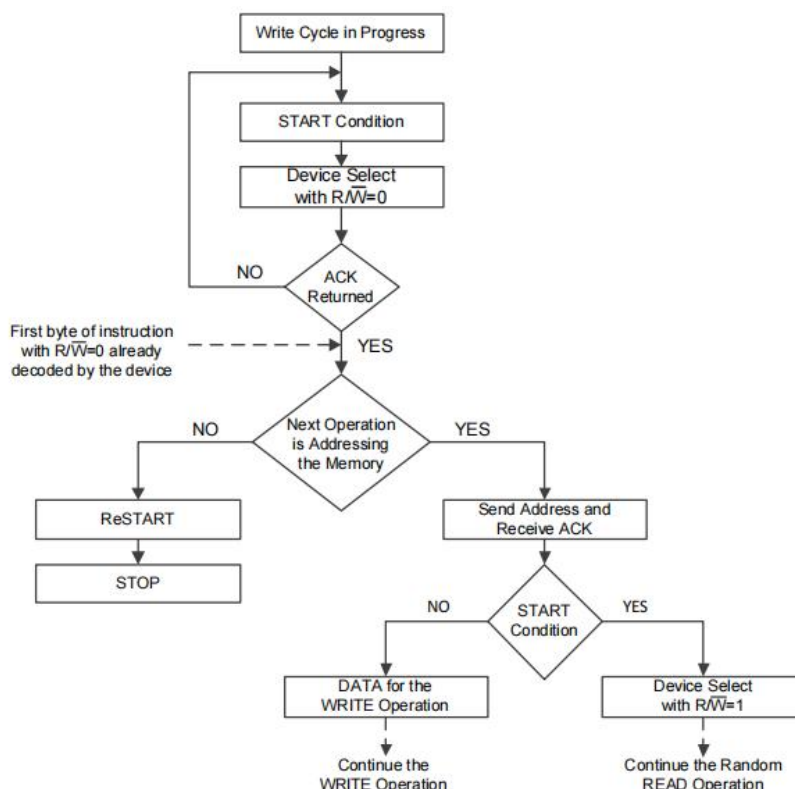 Write Cycle in Progress
START Condition
Device Select
with R/W̅=0
NO
ACK
Returned
First byte of instruction
with R/W̅=0 already
decoded by the device
YES
NO
Next Operation
is Addressing
the Memory
YES
ReSTART
Send Address and
Receive ACK
STOP
NO
START
Condition
YES
DATA for the
WRITE Operation
Device Select
with R/W̅=1
Continue the
WRITE Operation
Continue the Random
READ Operation